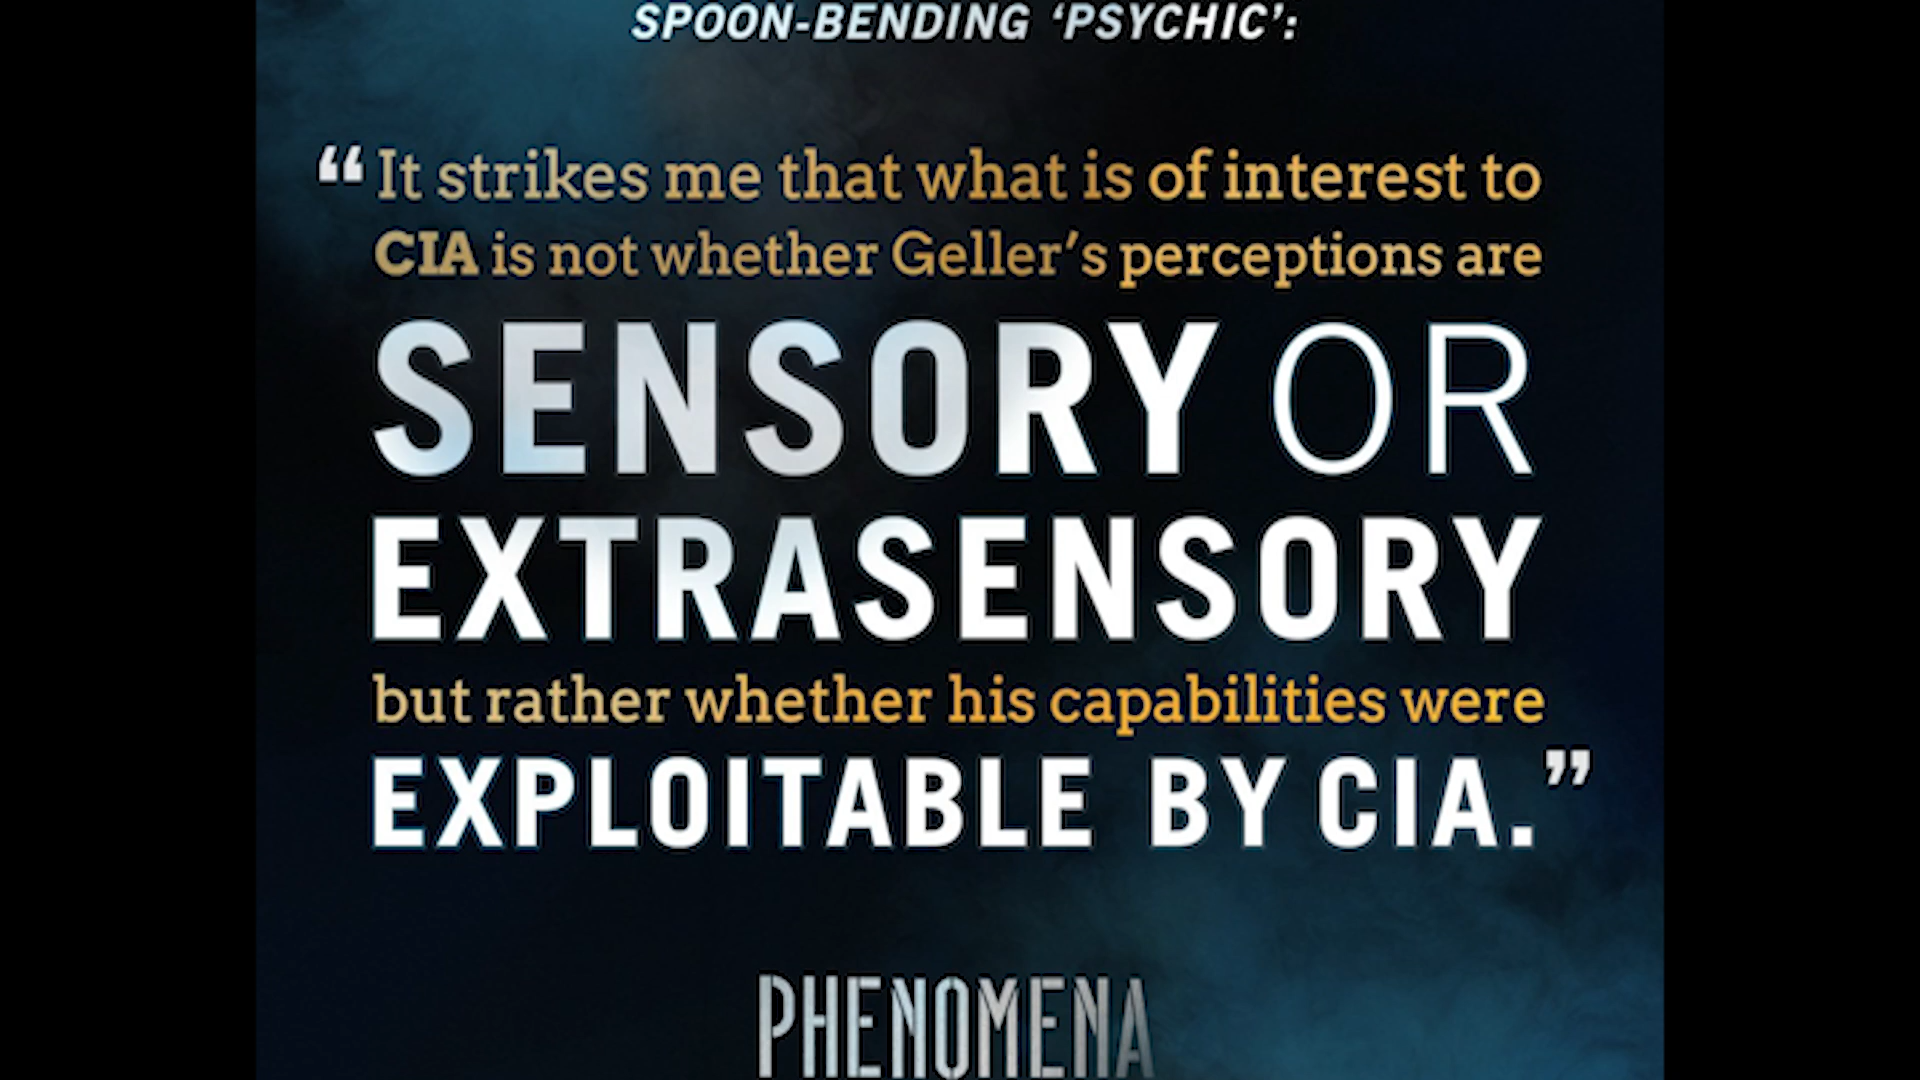 SPOON-BENDING ‘PSYCHIC’:
“It strikes me that what is of interest to
CIA is not whether Geller’s perceptions are
SENSORY OR
EXTRASENSORY
but rather whether his capabilities were
EXPLOITABLE BY CIA.”
PHENOMENA